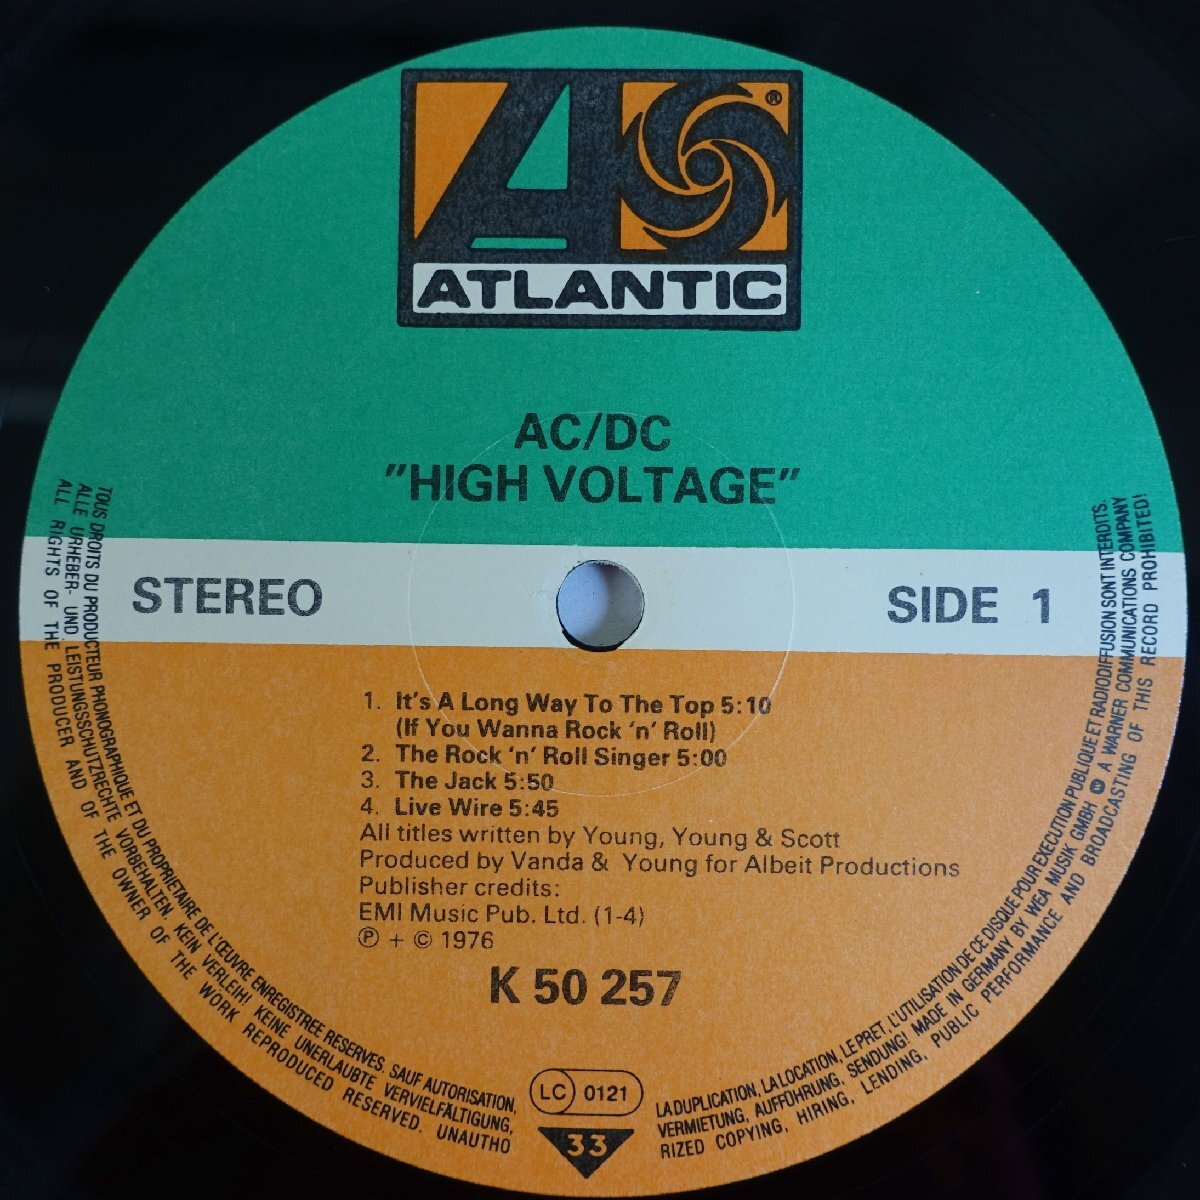 ®
ATLANTIC
AC/DC
"HIGH VOLTAGE"
STEREO
SIDE 1
1. It's A Long Way To The Top 5:10
(If You Wanna Rock 'n' Roll)
2. The Rock 'n' Roll Singer 5:00
3. The Jack 5:50
4. Live Wire 5:45
All titles written by Young, Young & Scott
Produced by Vanda & Young for Albeit Productions
Publisher credits:
EMI Music Pub. Ltd. (1-4)
℗ + © 1976
K 50 257
LC 0121
33
TOUS DROITS DU PRODUCTEUR PHONOGRAPHIQUE ET DU PROPRIETAIRE DE L'ŒUVRE ENREGISTREE RESERVES. SAUF AUTORISATION, LA DUPLICATION, LA LOCATION, LE PRET, L'UTILISATION DE CE DISQUE POUR EXECUTION PUBLIQUE ET RADIODIFFUSION SONT INTERDITS.
ALLE URHEBER- UND LEISTUNGSSCHUTZRECHTE VORBEHALTEN. KEIN VERLEIH! KEINE UNERLAUBTE VERVIELFÄLTIGUNG, VERMIETUNG, AUFFÜHRUNG, SENDUNG! MADE IN GERMANY BY WEA MUSIK GMBH ℗ A WARNER COMMUNICATIONS COMPANY
ALL RIGHTS OF THE PRODUCER AND OF THE OWNER OF THE WORK REPRODUCED RESERVED. UNAUTHORIZED COPYING, HIRING, LENDING, PUBLIC PERFORMANCE AND BROADCASTING OF THIS RECORD PROHIBITED!